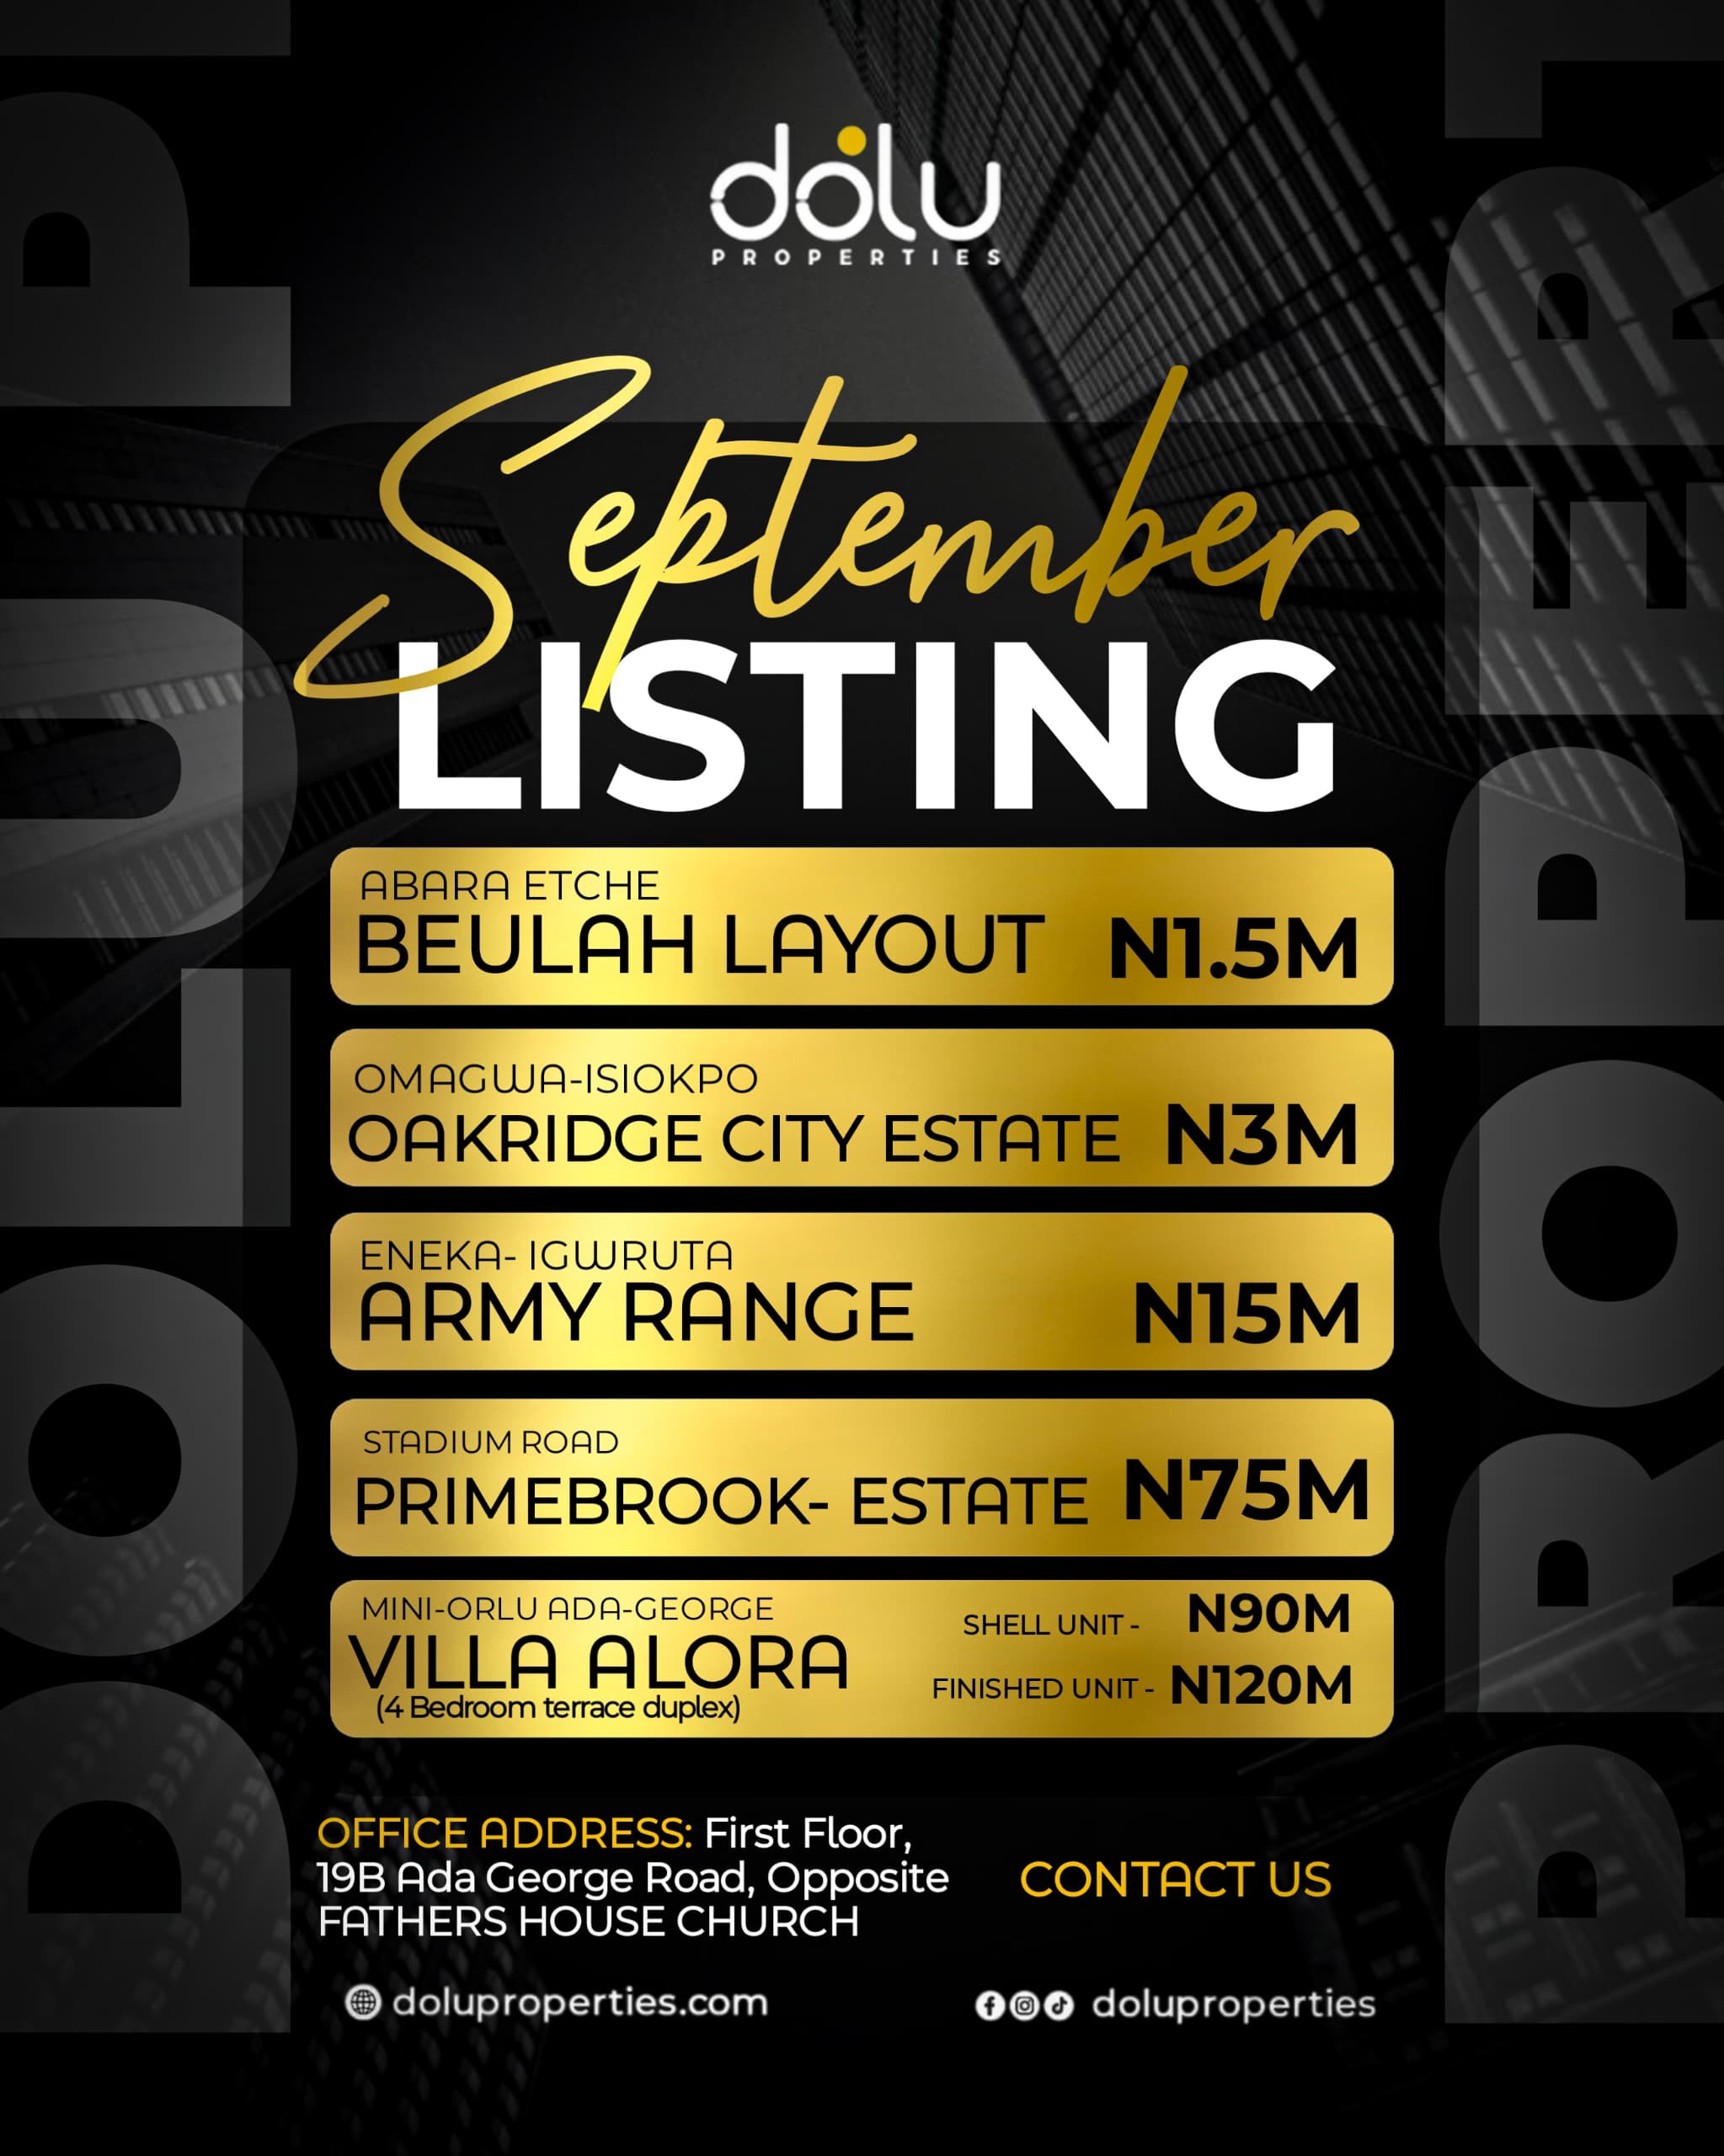 dolu
PROPERTIES
September
LISTING
ABARA ETCHE
BEULAH LAYOUT N1.5M
OMAGWA-ISIOKPO
OAKRIDGE CITY ESTATE N3M
ENEKA- IGWRUTA
ARMY RANGE N15M
STADIUM ROAD
PRIMEBROOK- ESTATE N75M
MINI-ORLU ADA-GEORGE
VILLA ALORA
(4 Bedroom terrace duplex)
SHELL UNIT - N90M
FINISHED UNIT - N120M
OFFICE ADDRESS: First Floor,
19B Ada George Road, Opposite
FATHERS HOUSE CHURCH
CONTACT US
doluproperties.com
doluproperties
DOLU P
PROPERT